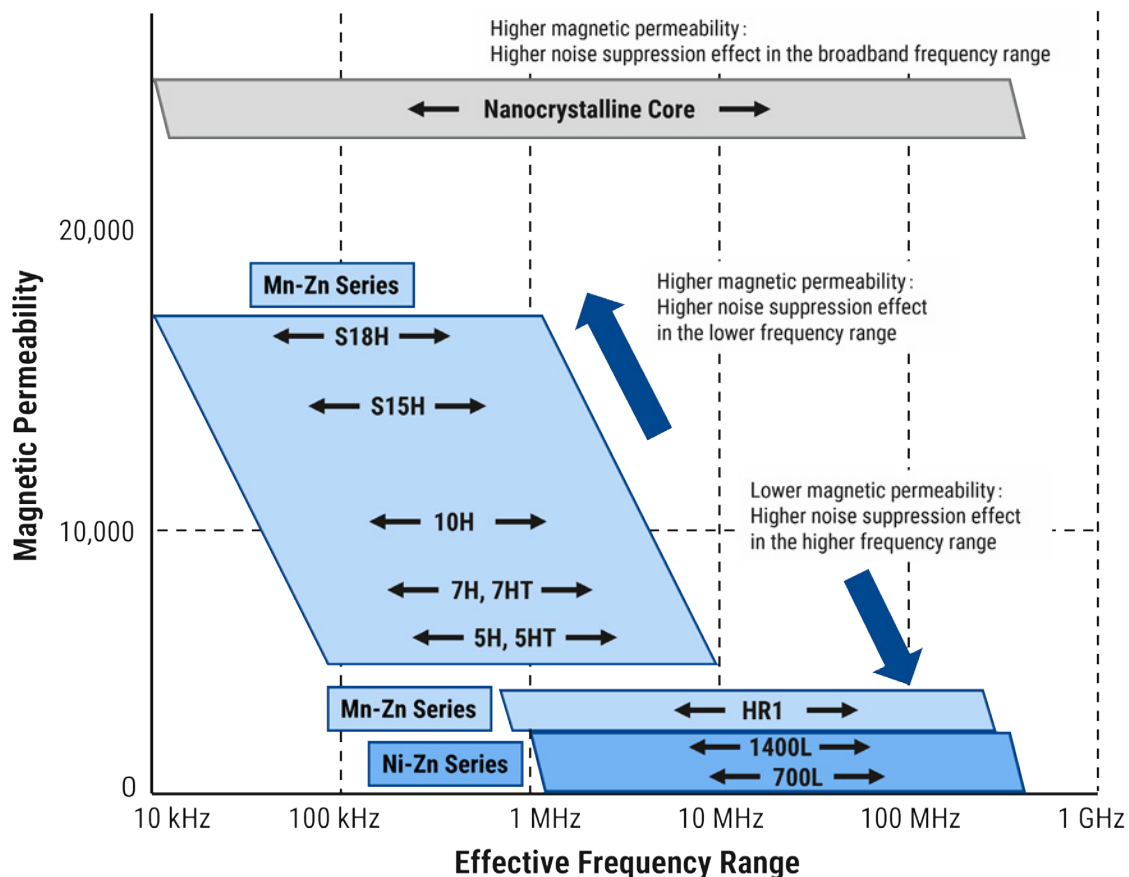 Higher magnetic permeability:
Higher noise suppression effect in the broadband frequency range
Nanocrystalline Core
20,000
Mn-Zn Series
Higher magnetic permeability:
Higher noise suppression effect
in the lower frequency range
S18H
S15H
Magnetic Permeability
Lower magnetic permeability:
Higher noise suppression effect
in the higher frequency range
10,000
10H
7H, 7HT
5H, 5HT
Mn-Zn Series
HR1
Ni-Zn Series
1400L
700L
0
10 kHz
100 kHz
1 MHz
10 MHz
100 MHz
1 GHz
Effective Frequency Range